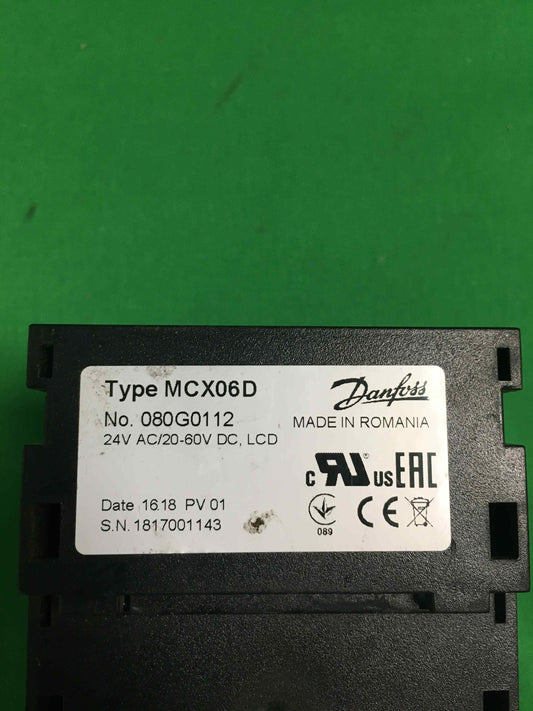 Type MCX06D
Danfoss
No. 080G0112
MADE IN ROMANIA
24V AC/20-60V DC, LCD
c RU us EAC
Date 1618 PV 01
S.N. 1817001143
089
CE